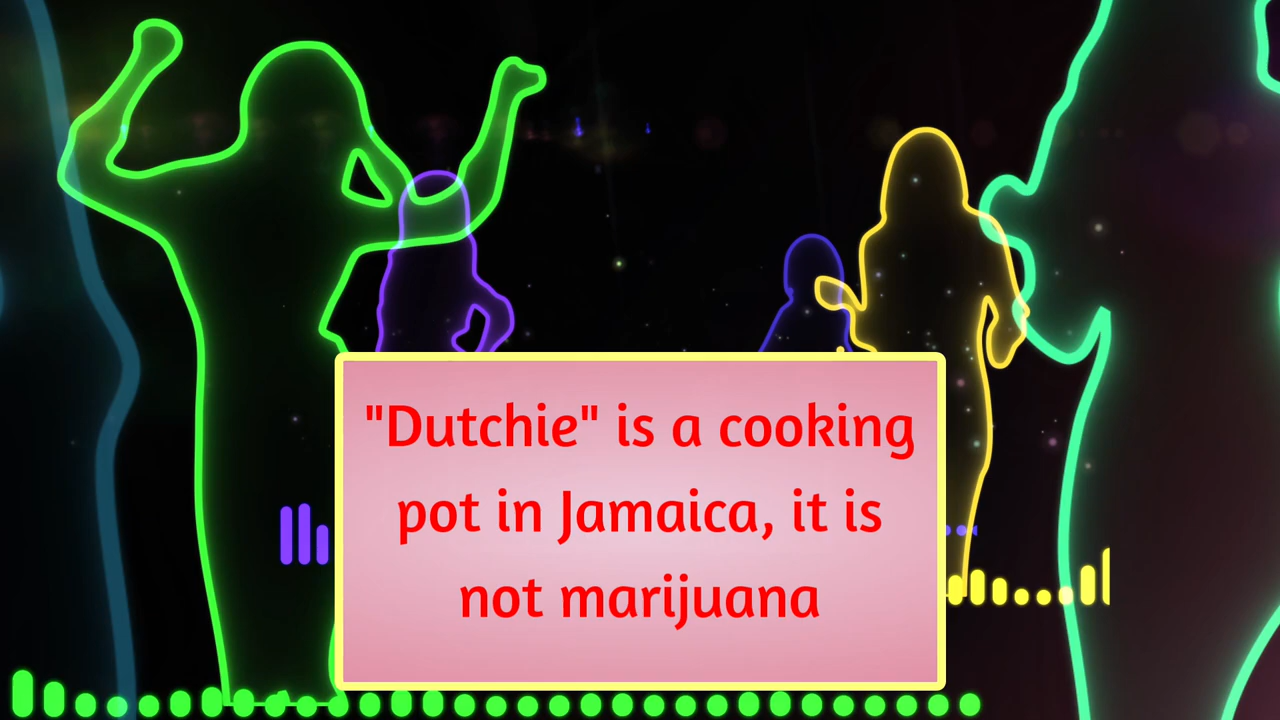 "Dutchie" is a cooking
pot in Jamaica, it is
not marijuana